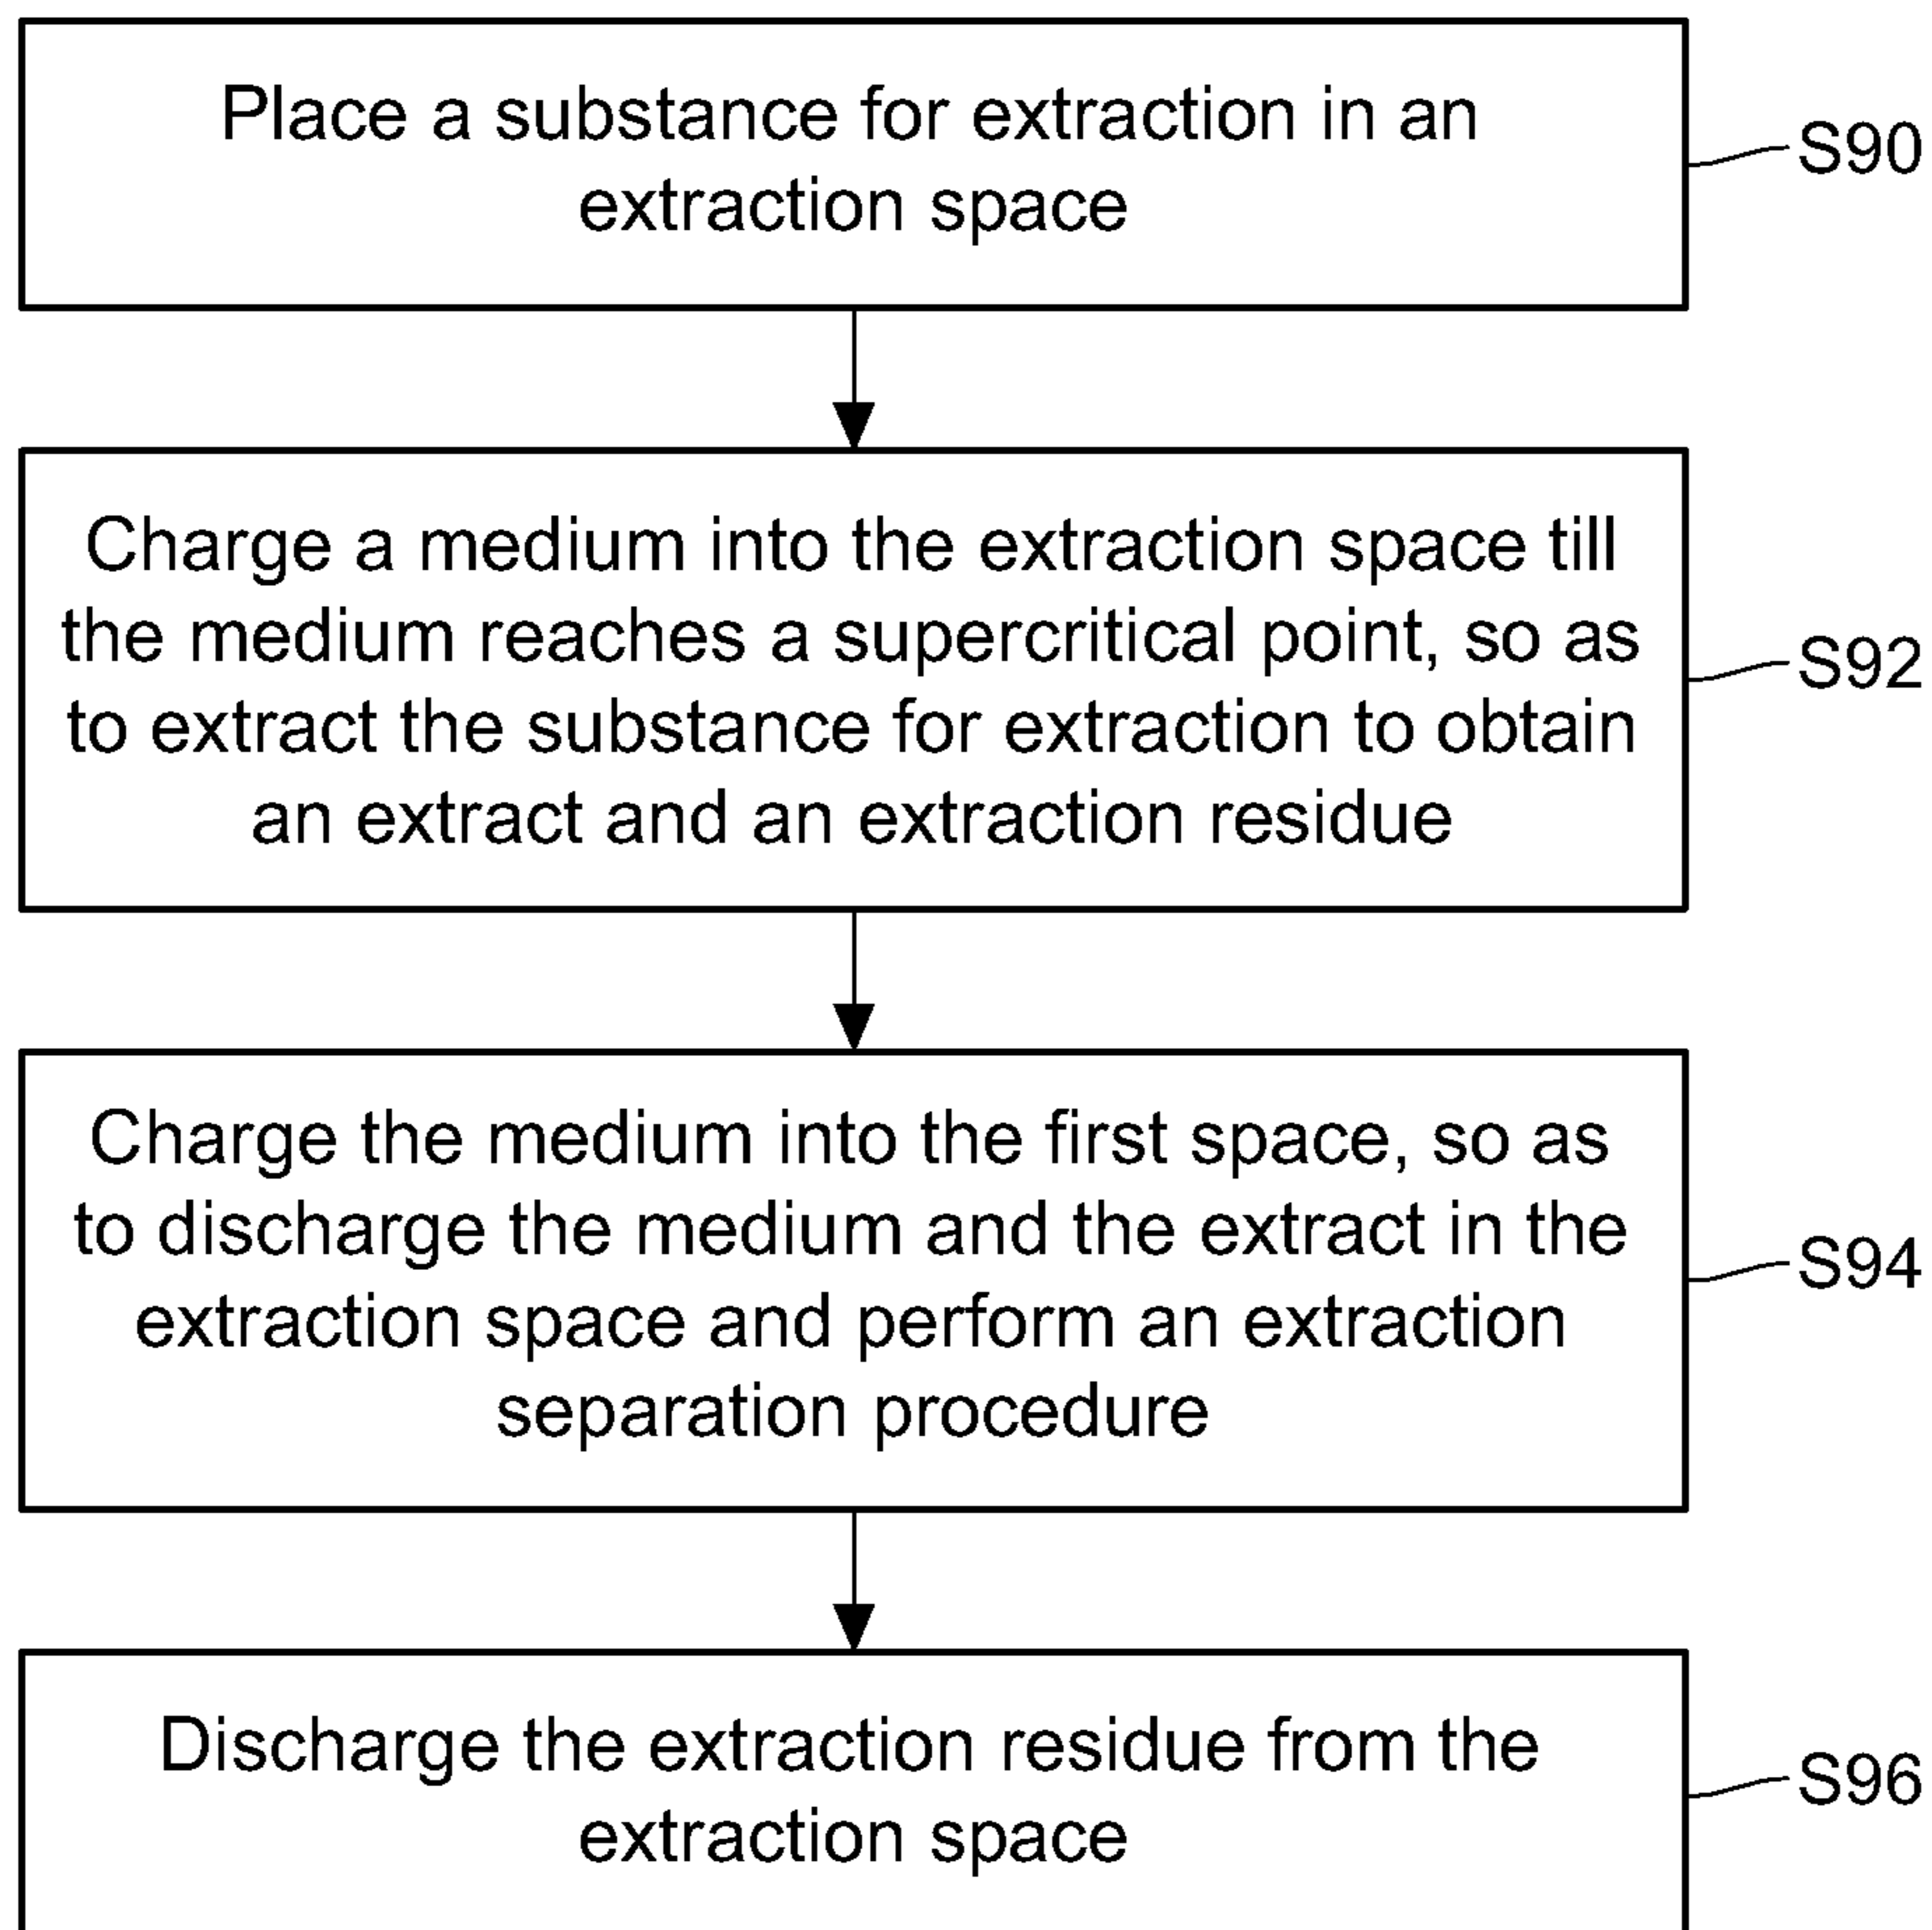 Place a substance for extraction in an
extraction space
S90
Charge a medium into the extraction space till
the medium reaches a supercritical point, so as
to extract the substance for extraction to obtain
an extract and an extraction residue
S92
Charge the medium into the first space, so as
to discharge the medium and the extract in the
extraction space and perform an extraction
separation procedure
S94
Discharge the extraction residue from the
extraction space
S96